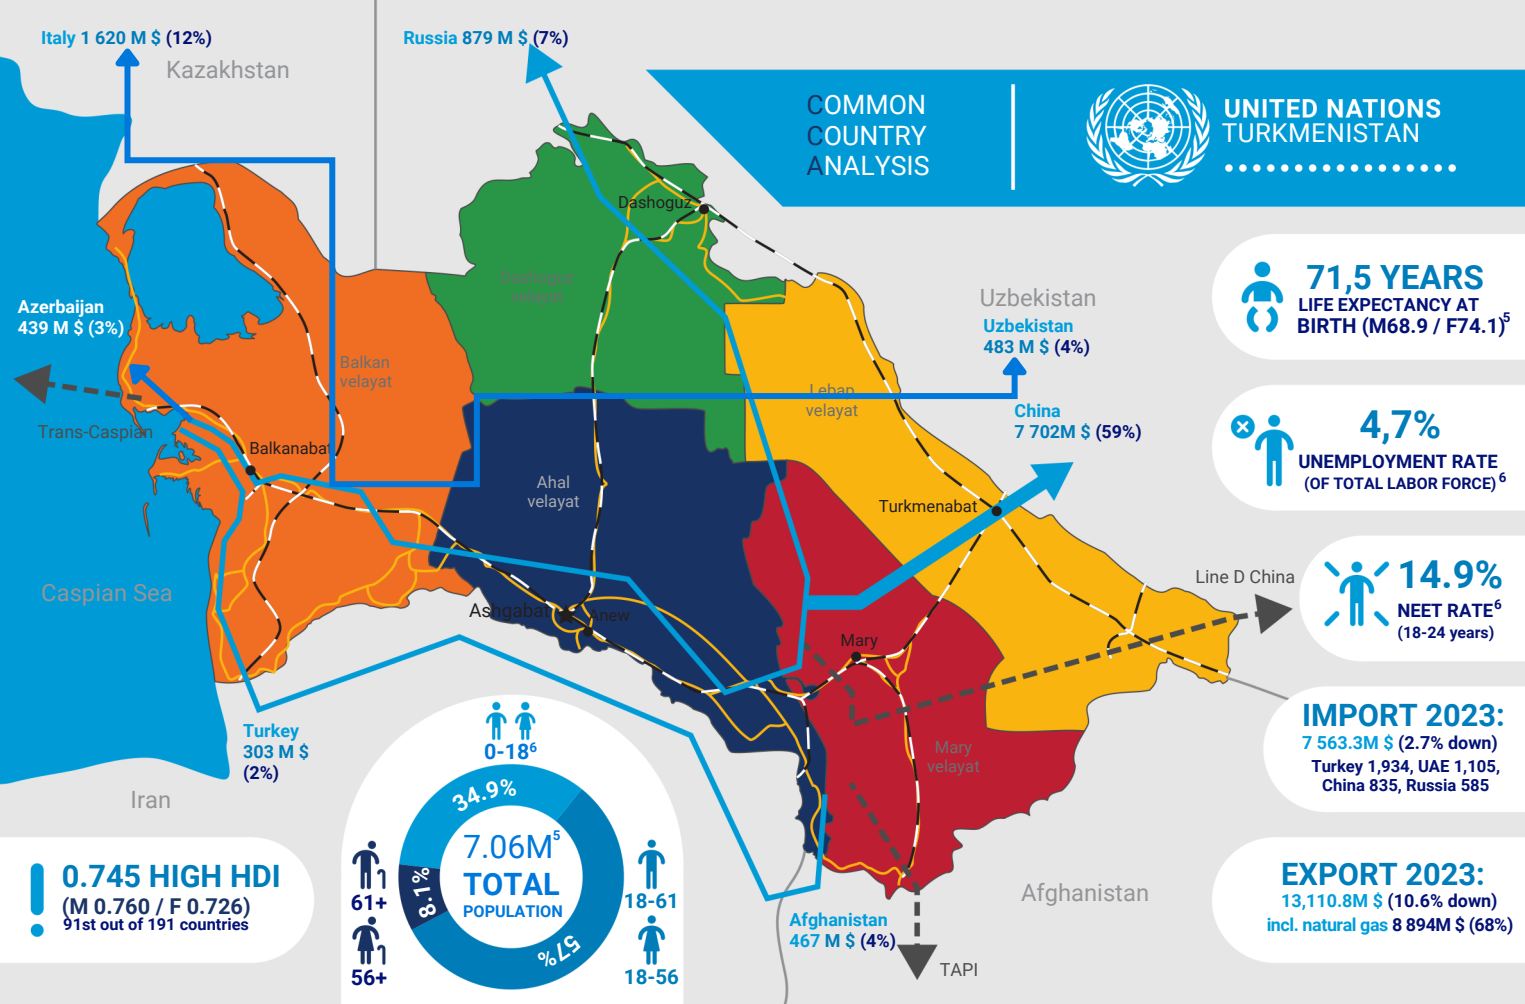 Italy 1 620 M $ (12%)
Russia 879 M $ (7%)
Kazakhstan
COMMON
COUNTRY
ANALYSIS
UNITED NATIONS
TURKMENISTAN
Dashoguz
Dashoguz
velayat
71,5 YEARS
LIFE EXPECTANCY AT
BIRTH (M68.9 / F74.1)5
Uzbekistan
Uzbekistan
483 M $ (4%)
Azerbaijan
439 M $ (3%)
Balkan
velayat
Lebap
velayat
China
7 702M $ (59%)
4,7%
UNEMPLOYMENT RATE
(OF TOTAL LABOR FORCE) 6
Trans-Caspian
Balkanabat
Ahal
velayat
Turkmenabat
Line D China
14.9%
NEET RATE6
(18-24 years)
Caspian Sea
Ashgabat
Anew
Mary
Mary
velayat
IMPORT 2023:
7 563.3M $ (2.7% down)
Turkey 1,934, UAE 1,105,
China 835, Russia 585
Turkey
303 M $
(2%)
Iran
0-186
34.9%
7.06M5
TOTAL
POPULATION
8.1%
57%
61+
56+
18-61
18-56
0.745 HIGH HDI
(M 0.760 / F 0.726)
91st out of 191 countries
Afghanistan
Afghanistan
467 M $ (4%)
TAPI
EXPORT 2023:
13,110.8M $ (10.6% down)
incl. natural gas 8 894M $ (68%)